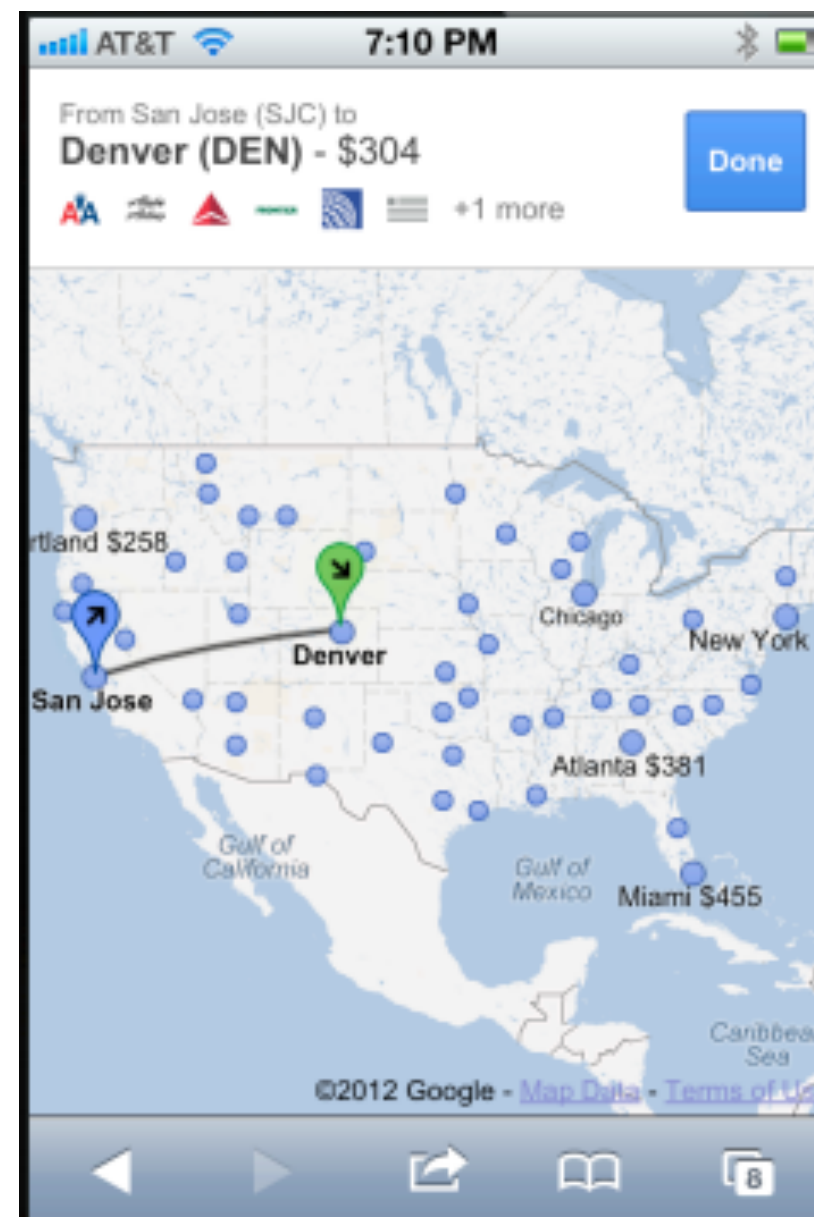 AT&T 7:10 PM
From San Jose (SJC) to
Denver (DEN) - $304
Done
AA +1 more
rtland $258
Chicago
New York
Denver
San Jose
Atlanta $381
Gulf of
California
Gulf of
Mexico
Miami $455
Caribbea
Sea
©2012 Google - Map Data - Terms of Us
8